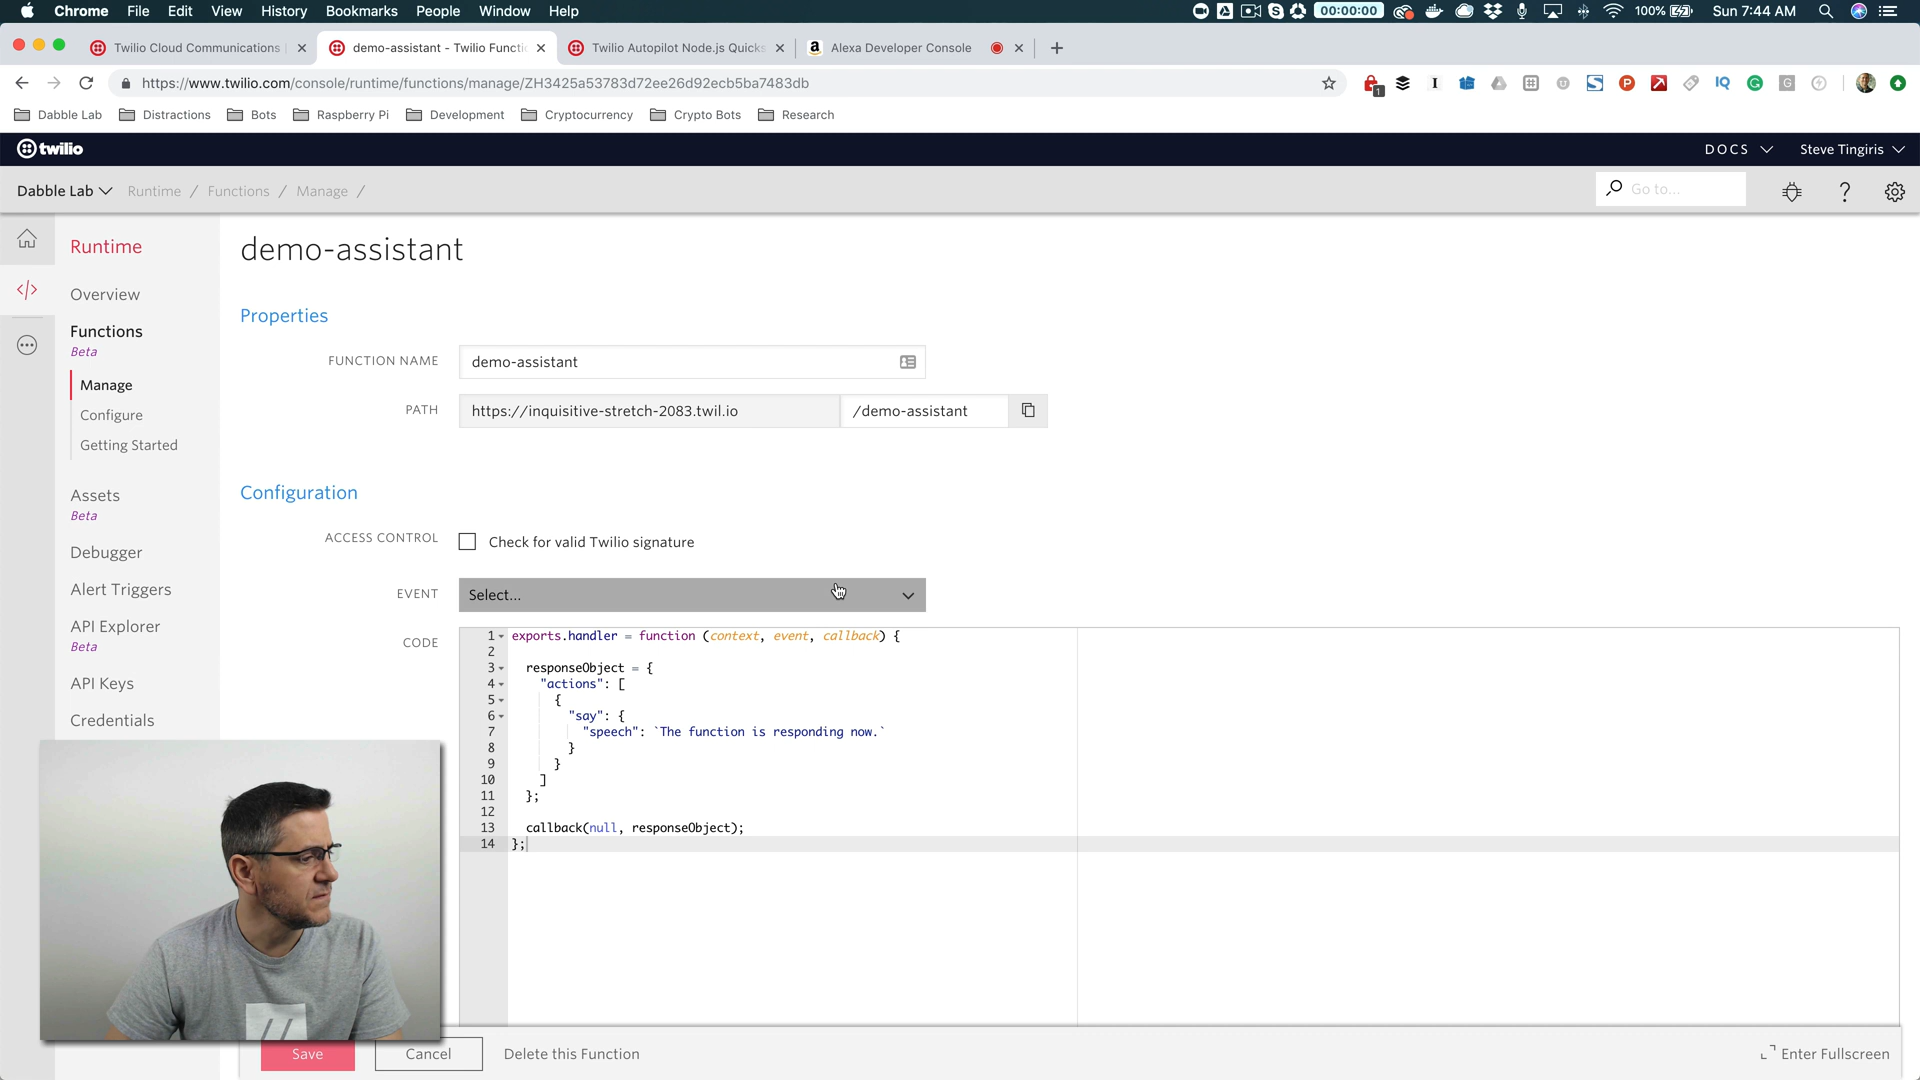 Chrome File Edit View History Bookmarks People Window Help 00:00:00 100% Sun 7:44 AM
Twilio Cloud Communications demo-assistant - Twilio Functi Twilio Autopilot Node.js Quicks Alexa Developer Console
https://www.twilio.com/console/runtime/functions/manage/ZH3425a53783d72ee26d92ecb5ba7483db
Dabble Lab Distractions Bots Raspberry Pi Development Cryptocurrency Crypto Bots Research
twilio DOCS Steve Tingiris
Dabble Lab Runtime / Functions / Manage / Go to...
Runtime
Overview
Functions
Beta
Manage
Configure
Getting Started
Assets
Beta
Debugger
Alert Triggers
API Explorer
Beta
API Keys
Credentials
demo-assistant
Properties
FUNCTION NAME demo-assistant
PATH https://inquisitive-stretch-2083.twil.io /demo-assistant
Configuration
ACCESS CONTROL Check for valid Twilio signature
EVENT Select...
CODE
1 exports.handler = function (context, event, callback) {
2
3 responseObject = {
4 "actions": [
5 {
6 "say": {
7 "speech": `The function is responding now.`
8 }
9 }
10 ]
11 };
12
13 callback(null, responseObject);
14 };
Save Cancel Delete this Function Enter Fullscreen